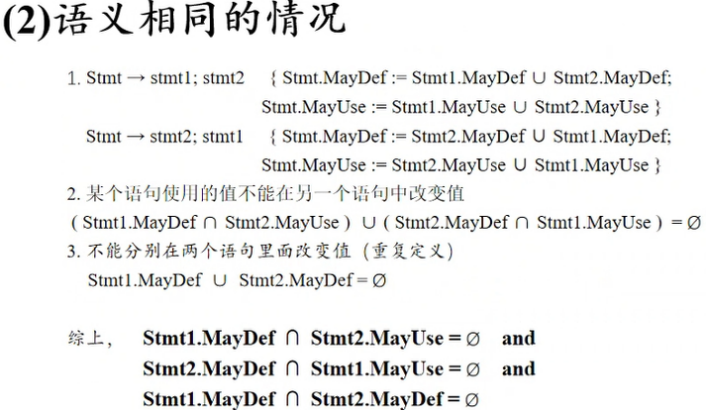 (2)语义相同的情况
1. Stmt → stmt1; stmt2 { Stmt.MayDef := Stmt1.MayDef ∪ Stmt2.MayDef;
Stmt.MayUse := Stmt1.MayUse ∪ Stmt2.MayUse }
Stmt → stmt2; stmt1 { Stmt.MayDef := Stmt2.MayDef ∪ Stmt1.MayDef;
Stmt.MayUse := Stmt2.MayUse ∪ Stmt1.MayUse }
2. 某个语句使用的值不能在另一个语句中改变值
( Stmt1.MayDef ∩ Stmt2.MayUse ) ∪ ( Stmt2.MayDef ∩ Stmt1.MayUse ) = ∅
3. 不能分别在两个语句里面改变值（重复定义）
Stmt1.MayDef ∪ Stmt2.MayDef = ∅
综上， Stmt1.MayDef ∩ Stmt2.MayUse = ∅ and
Stmt2.MayDef ∩ Stmt1.MayUse = ∅ and
Stmt1.MayDef ∩ Stmt2.MayDef = ∅